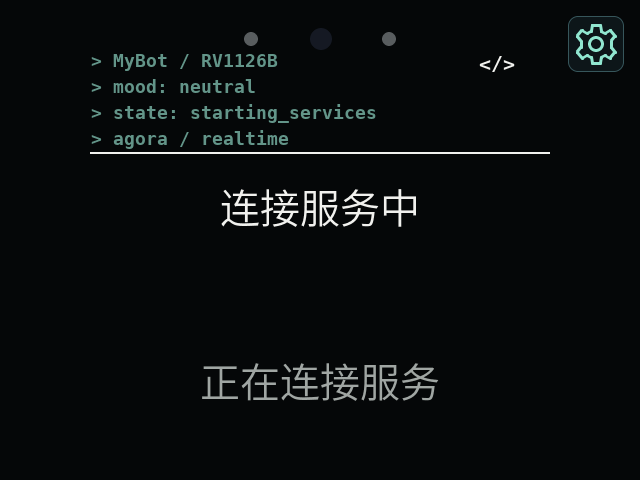 > MyBot / RV1126B
</>
> mood: neutral
> state: starting_services
> agora / realtime
连接服务中
正在连接服务